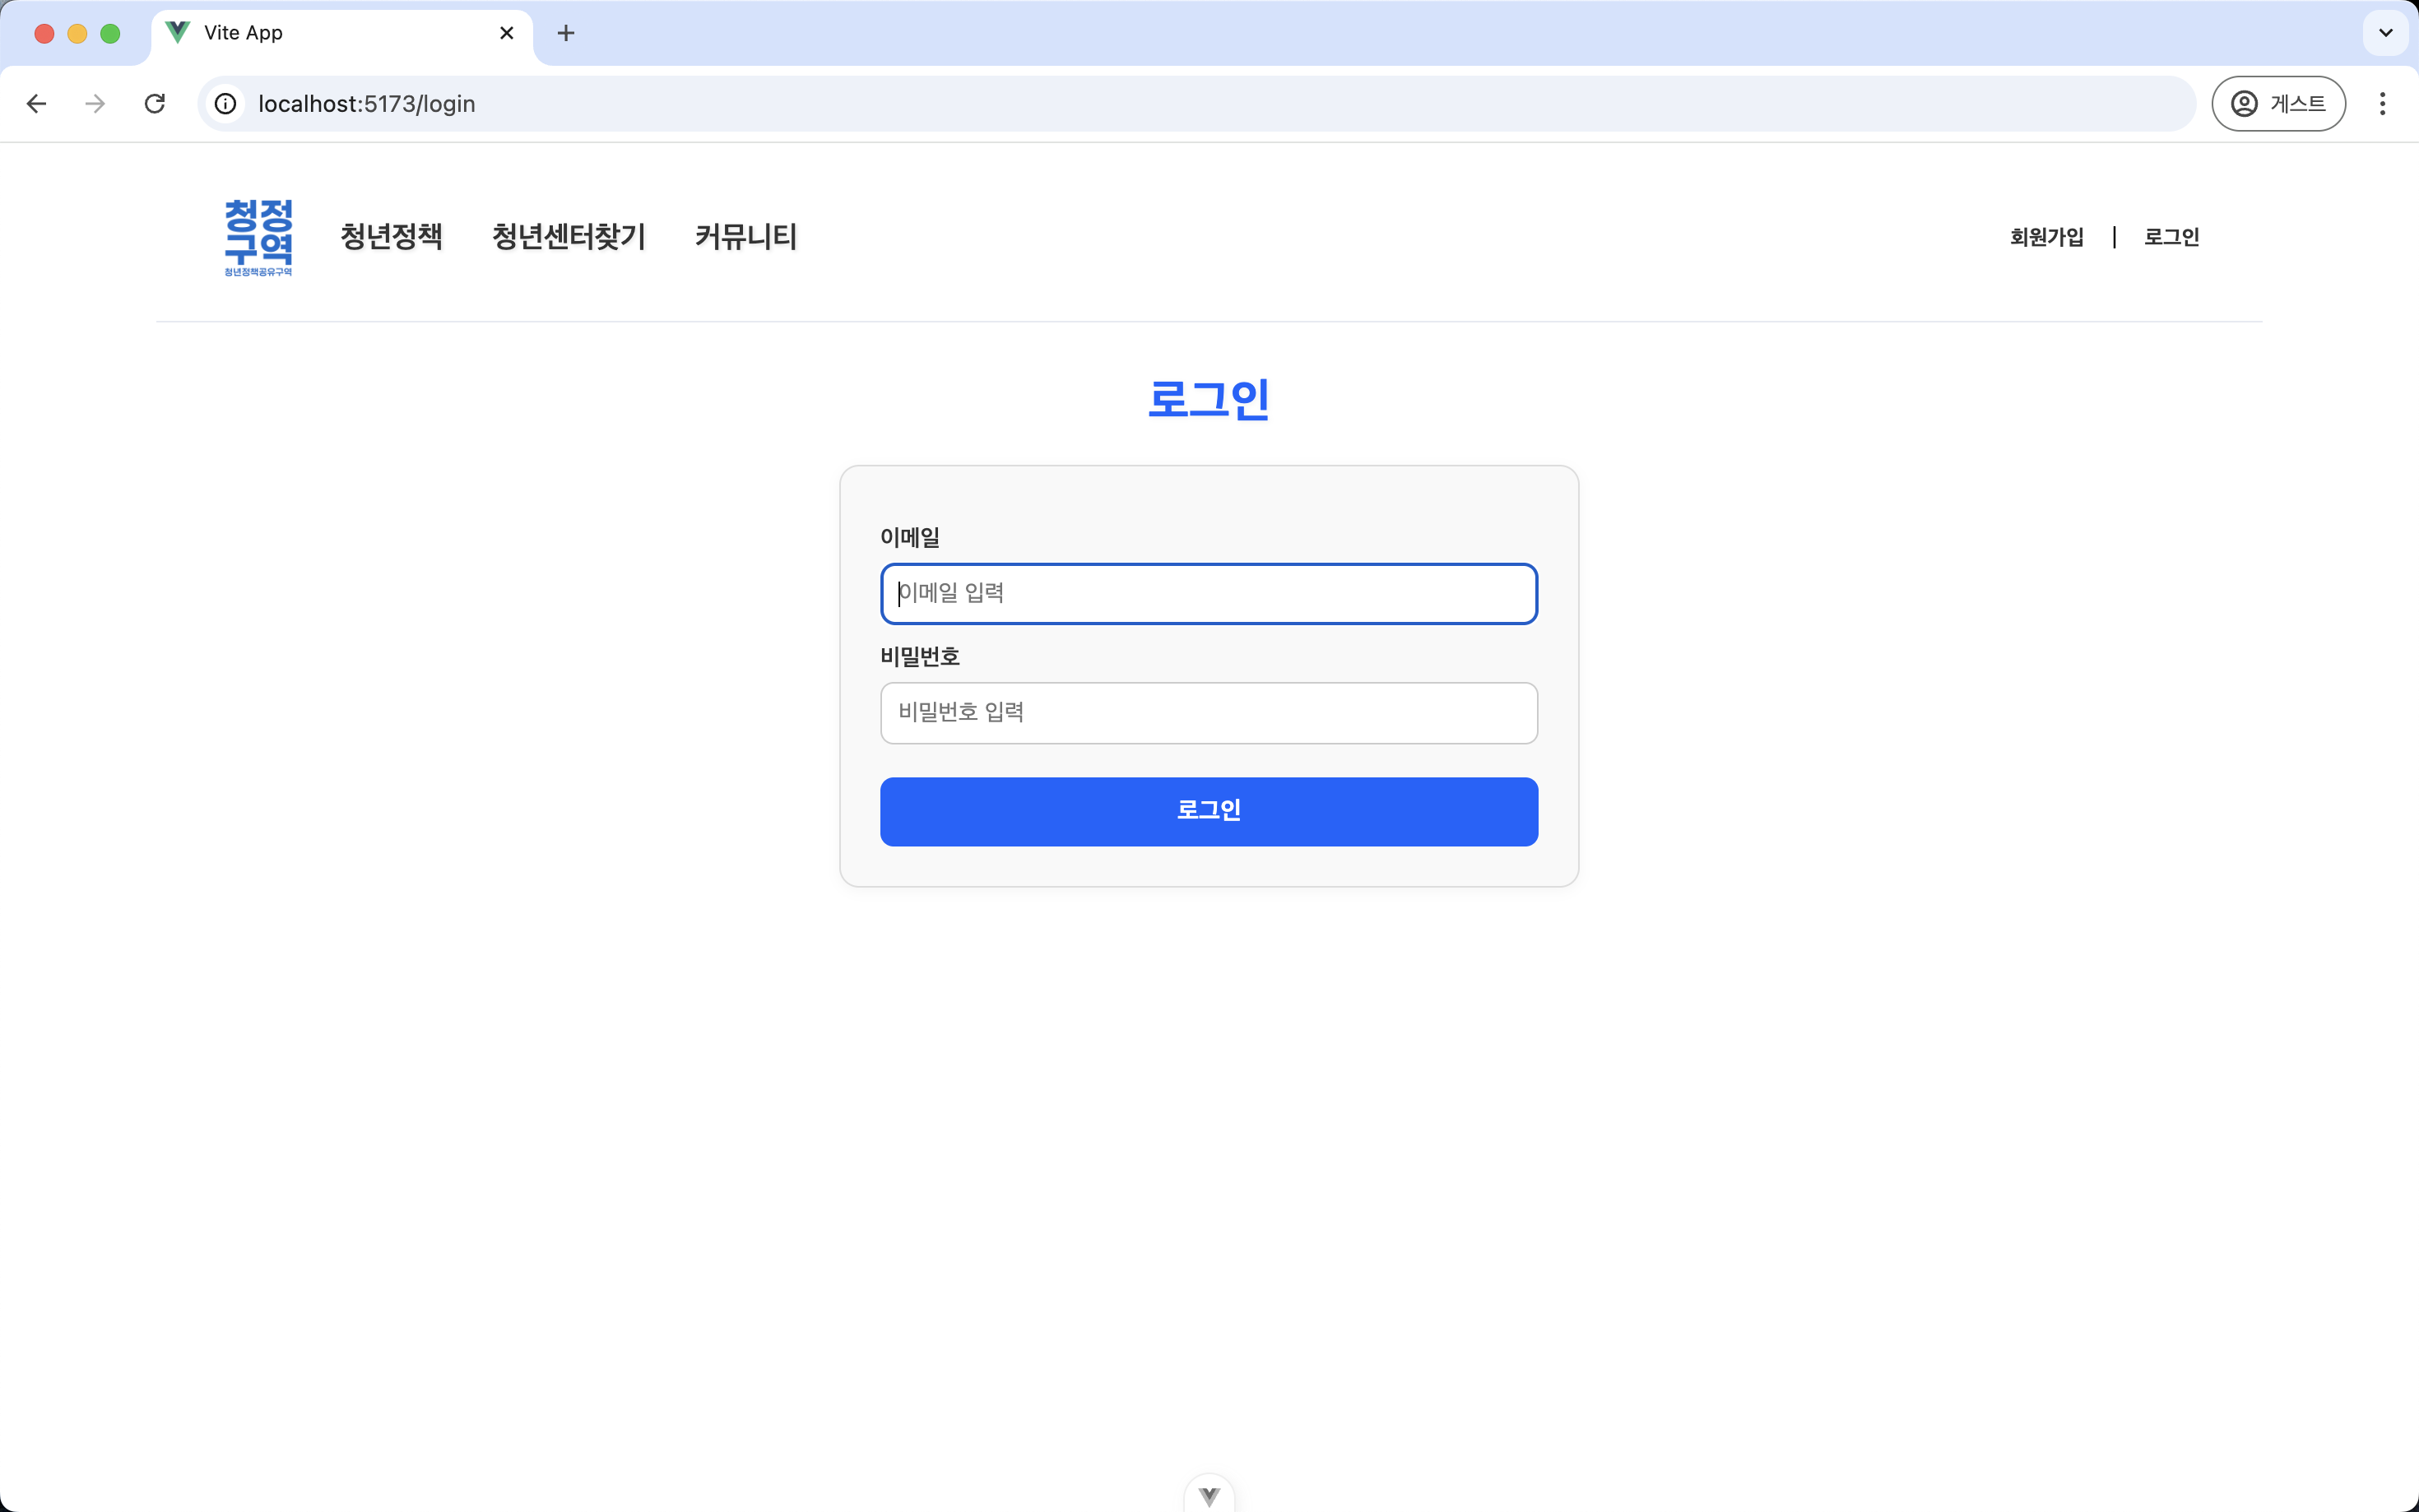 Vite App
localhost:5173/login
게스트
청정
구역
청년정책공유구역
청년정책 청년센터찾기 커뮤니티 회원가입 | 로그인
로그인
이메일
이메일 입력
비밀번호
비밀번호 입력
로그인